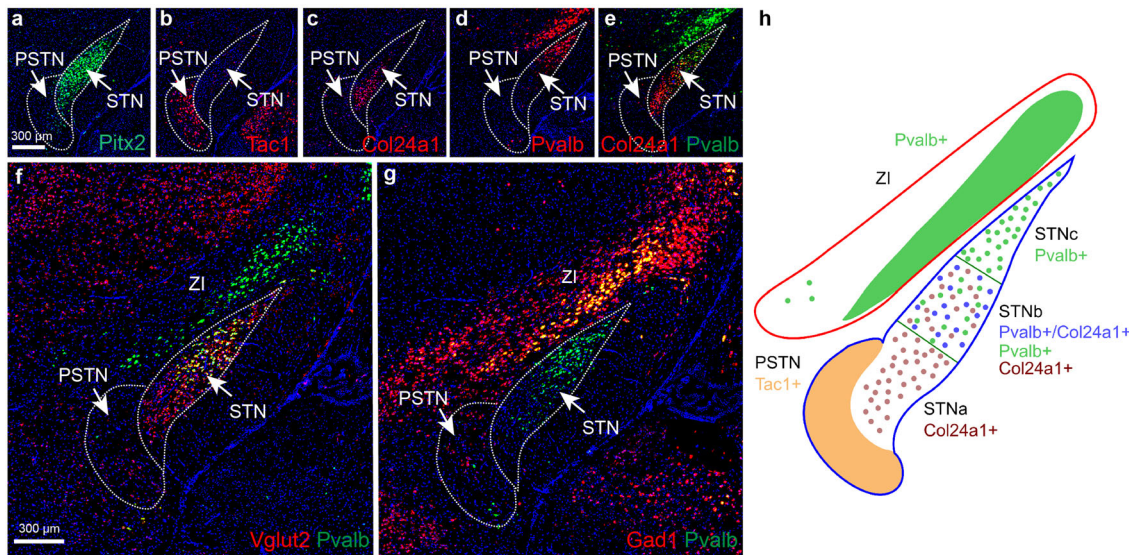 a
PSTN
STN
300 µm
Pitx2
b
PSTN
STN
Tac1
c
PSTN
STN
Col24a1
d
PSTN
STN
Pvalb
e
PSTN
STN
Col24a1 Pvalb
f
ZI
PSTN
STN
300 µm
Vglut2 Pvalb
g
ZI
PSTN
STN
Gad1 Pvalb
h
Pvalb+
ZI
STNc
Pvalb+
STNb
Pvalb+/Col24a1+
Pvalb+
Col24a1+
PSTN
Tac1+
STNa
Col24a1+